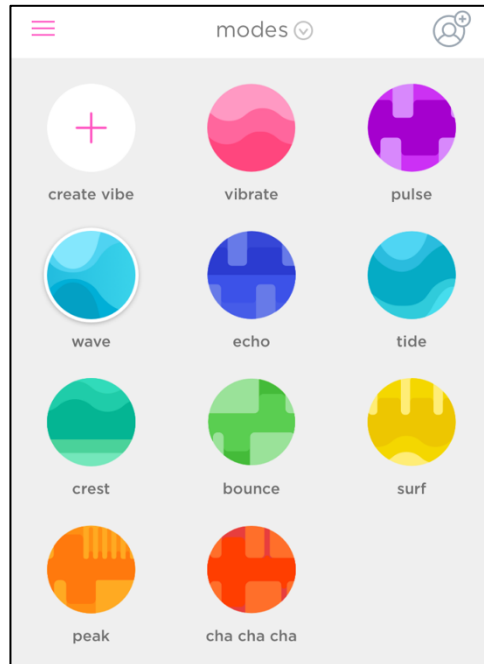 modes
create vibe vibrate pulse
wave echo tide
crest bounce surf
peak cha cha cha